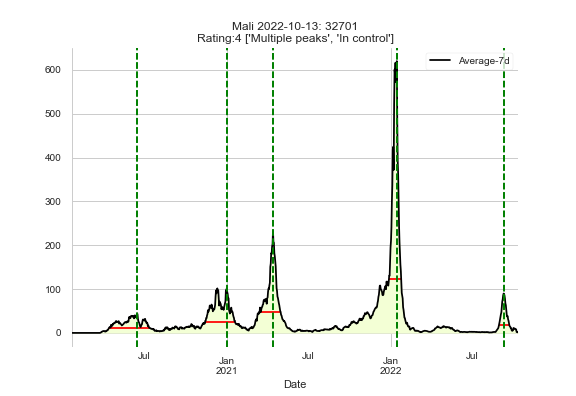 Mali 2022-10-13: 32701
Rating:4 ['Multiple peaks', 'In control']
Average-7d
600
500
400
300
200
100
0
Jul
Jan
2021
Jul
Jan
2022
Jul
Date